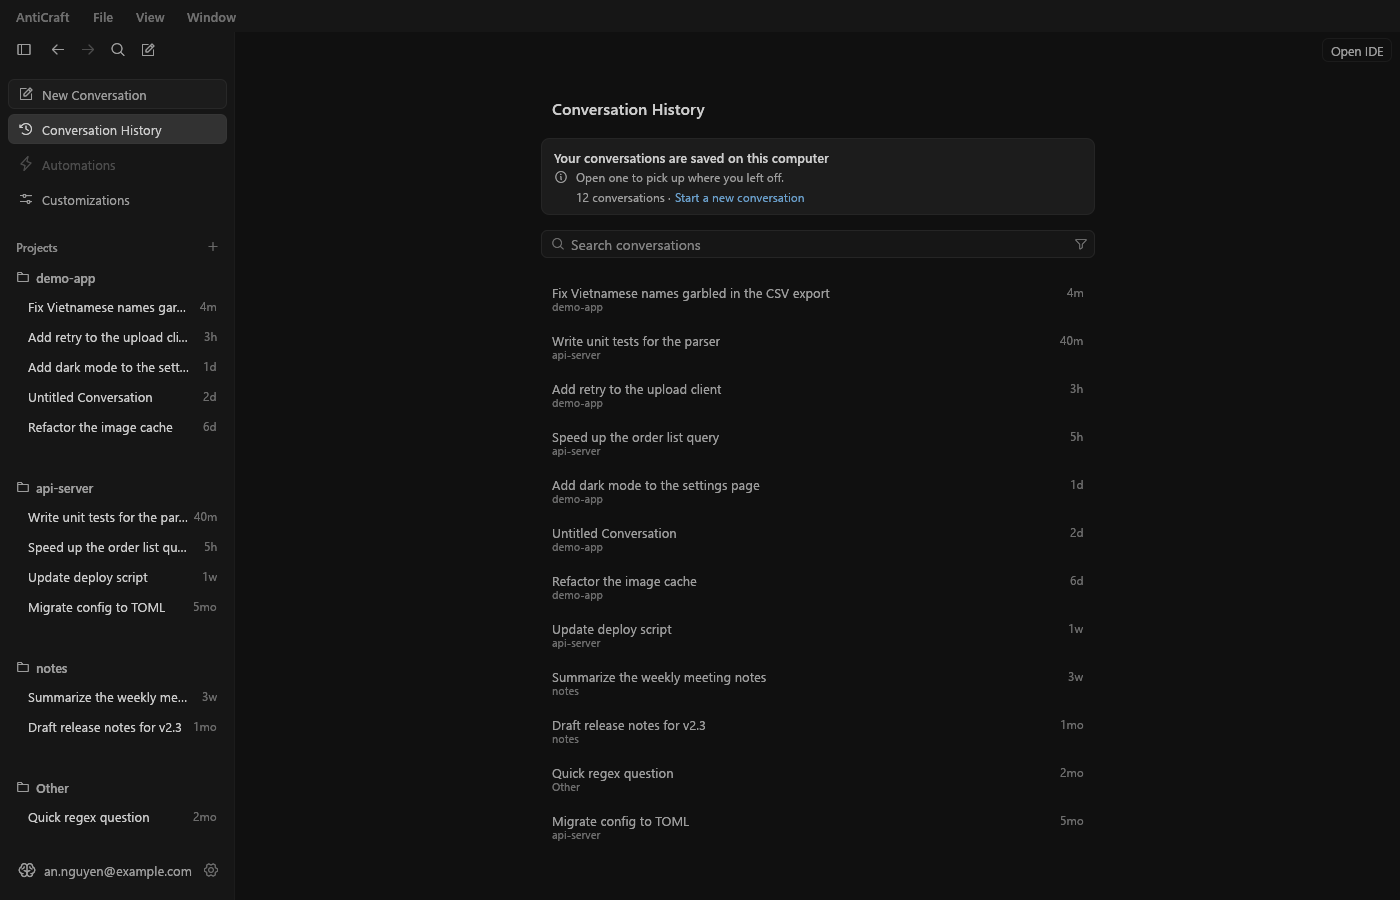 AntiCraft File View Window
Open IDE
New Conversation
Conversation History
Automations
Customizations
Projects
demo-app
Fix Vietnamese names gar... 4m
Add retry to the upload cli... 3h
Add dark mode to the sett... 1d
Untitled Conversation 2d
Refactor the image cache 6d
api-server
Write unit tests for the par... 40m
Speed up the order list qu... 5h
Update deploy script 1w
Migrate config to TOML 5mo
notes
Summarize the weekly me... 3w
Draft release notes for v2.3 1mo
Other
Quick regex question 2mo
an.nguyen@example.com
Conversation History
Your conversations are saved on this computer
Open one to pick up where you left off.
12 conversations · Start a new conversation
Search conversations
Fix Vietnamese names garbled in the CSV export 4m
demo-app
Write unit tests for the parser 40m
api-server
Add retry to the upload client 3h
demo-app
Speed up the order list query 5h
api-server
Add dark mode to the settings page 1d
demo-app
Untitled Conversation 2d
demo-app
Refactor the image cache 6d
demo-app
Update deploy script 1w
api-server
Summarize the weekly meeting notes 3w
notes
Draft release notes for v2.3 1mo
notes
Quick regex question 2mo
Other
Migrate config to TOML 5mo
api-server